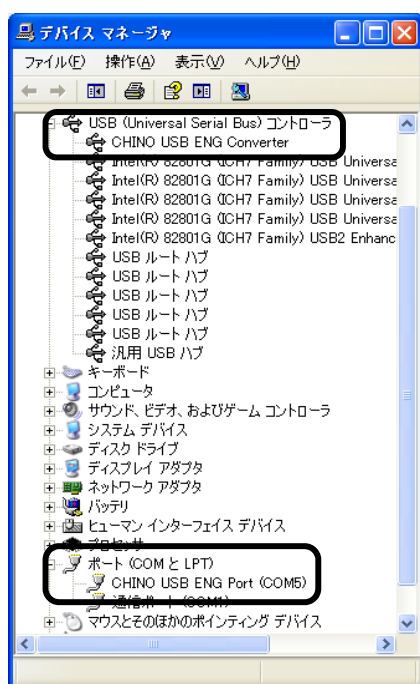 デバイス マネージャ
ファイル(F) 操作(A) 表示(V) ヘルプ(H)
USB (Universal Serial Bus) コントローラ
CHINO USB ENG Converter
Intel(R) 82801G (ICH7 Family) USB Universa
Intel(R) 82801G (ICH7 Family) USB Universa
Intel(R) 82801G (ICH7 Family) USB Universa
Intel(R) 82801G (ICH7 Family) USB Universa
Intel(R) 82801G (ICH7 Family) USB2 Enhanc
USB ルート ハブ
USB ルート ハブ
USB ルート ハブ
USB ルート ハブ
USB ルート ハブ
汎用 USB ハブ
キーボード
コンピュータ
サウンド、ビデオ、およびゲーム コントローラ
システム デバイス
ディスク ドライブ
ディスプレイ アダプタ
ネットワーク アダプタ
バッテリ
ヒューマン インターフェイス デバイス
プロセッサ
ポート (COM と LPT)
CHINO USB ENG Port (COM5)
通信ポート (COM1)
マウスとそのほかのポインティング デバイス